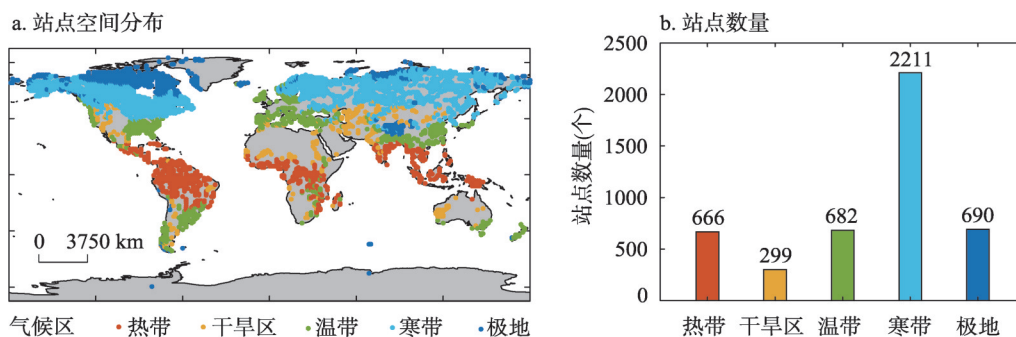 a. 站点空间分布
0 3750 km
气候区 热带 干旱区 温带 寒带 极地
b. 站点数量
站点数量(个)
2500
2000
1500
1000
500
0
666
299
682
2211
690
热带 干旱区 温带 寒带 极地